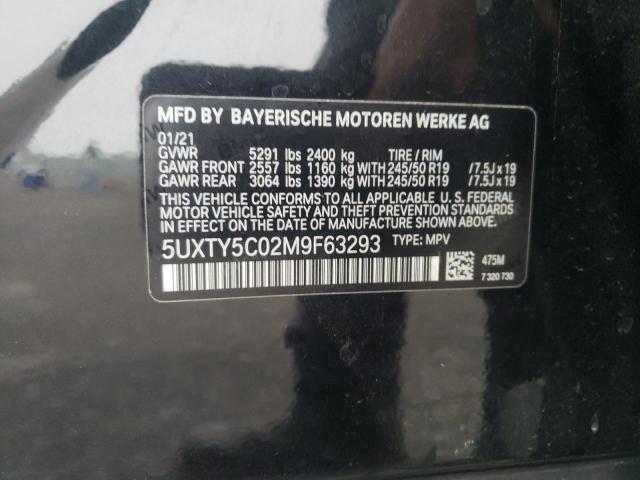 MFD BY BAYERISCHE MOTOREN WERKE AG
01/21
GVWR 5291 lbs 2400 kg TIRE / RIM
GAWR FRONT 2557 lbs 1160 kg WITH 245/50 R19 /7.5J x 19
GAWR REAR 3064 lbs 1390 kg WITH 245/50 R19 /7.5J x 19
THIS VEHICLE CONFORMS TO ALL APPLICABLE U. S. FEDERAL
MOTOR VEHICLE SAFETY STANDARDS IN EFFECT ON THE
DATE OF MANUFACTURE SHOWN ABOVE.
5UXTY5C02M9F63293 TYPE: MPV
475M
7 320 730